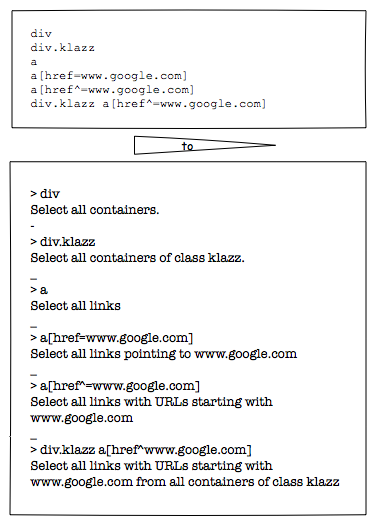 div
div.klazz
a
a[href=www.google.com]
a[href^=www.google.com]
div.klazz a[href^=www.google.com]
to
> div
Select all containers.
-
> div.klazz
Select all containers of class klazz.
_
> a
Select all links
_
> a[href=www.google.com]
Select all links pointing to www.google.com
_
> a[href^=www.google.com]
Select all links with URLs starting with
www.google.com
_
> div.klazz a[href^www.google.com]
Select all links with URLs starting with
www.google.com from all containers of class klazz